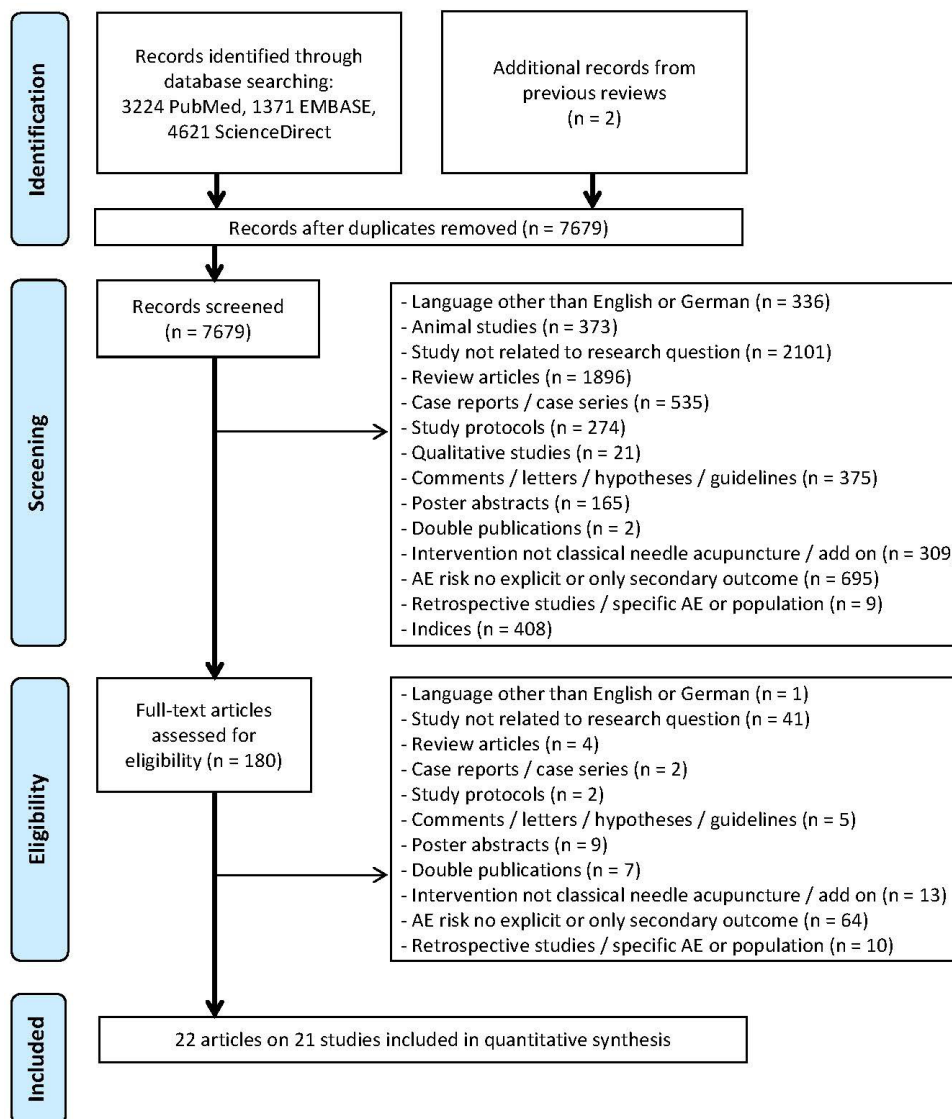 Identification
Records identified through
database searching:
3224 PubMed, 1371 EMBASE,
4621 ScienceDirect
Additional records from
previous reviews
(n = 2)
Records after duplicates removed (n = 7679)
Screening
Records screened
(n = 7679)
- Language other than English or German (n = 336)
- Animal studies (n = 373)
- Study not related to research question (n = 2101)
- Review articles (n = 1896)
- Case reports / case series (n = 535)
- Study protocols (n = 274)
- Qualitative studies (n = 21)
- Comments / letters / hypotheses / guidelines (n = 375)
- Poster abstracts (n = 165)
- Double publications (n = 2)
- Intervention not classical needle acupuncture / add on (n = 309
- AE risk no explicit or only secondary outcome (n = 695)
- Retrospective studies / specific AE or population (n = 9)
- Indices (n = 408)
Eligibility
Full-text articles
assessed for
eligibility (n = 180)
- Language other than English or German (n = 1)
- Study not related to research question (n = 41)
- Review articles (n = 4)
- Case reports / case series (n = 2)
- Study protocols (n = 2)
- Comments / letters / hypotheses / guidelines (n = 5)
- Poster abstracts (n = 9)
- Double publications (n = 7)
- Intervention not classical needle acupuncture / add on (n = 13)
- AE risk no explicit or only secondary outcome (n = 64)
- Retrospective studies / specific AE or population (n = 10)
Included
22 articles on 21 studies included in quantitative synthesis